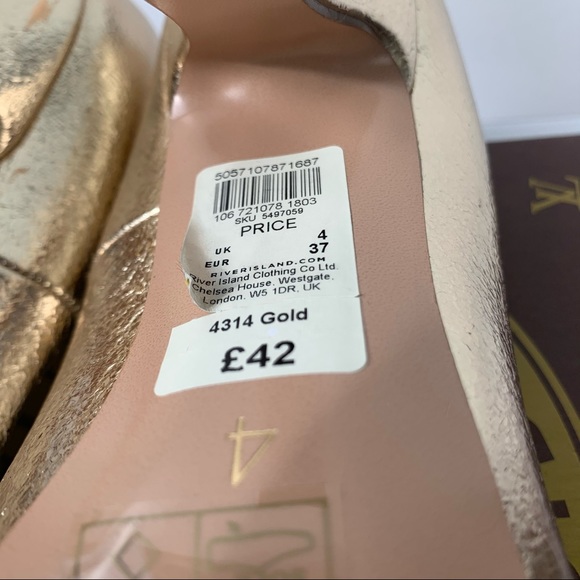 5057107871687
106 721078 1803
SKU 5497059
PRICE
UK 4
EUR 37
RIVERISLAND.COM
River Island Clothing Co Ltd.
Chelsea House, Westgate,
London. W5 1DR, UK
4314 Gold
£42
4
LV